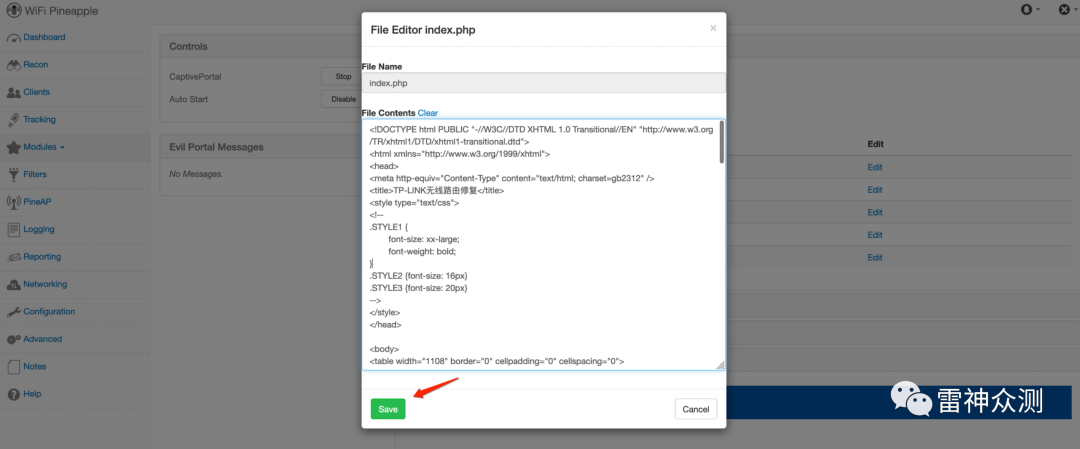 WiFi Pineapple
Dashboard
Recon
Clients
Tracking
Modules
Filters
PineAP
Logging
Reporting
Networking
Configuration
Advanced
Notes
Help
Controls
CaptivePortal
Stop
Auto Start
Disable
Evil Portal Messages
No Messages.
File Editor index.php
×
File Name
index.php
File Contents Clear
<!DOCTYPE html PUBLIC "-//W3C//DTD XHTML 1.0 Transitional//EN" "http://www.w3.org
/TR/xhtml1/DTD/xhtml1-transitional.dtd">
<html xmlns="http://www.w3.org/1999/xhtml">
<head>
<meta http-equiv="Content-Type" content="text/html; charset=gb2312" />
<title>TP-LINK无线路由修复</title>
<style type="text/css">
<!--
.STYLE1 {
font-size: xx-large;
font-weight: bold;
}
.STYLE2 {font-size: 16px}
.STYLE3 {font-size: 20px}
-->
</style>
</head>
<body>
<table width="1108" border="0" cellpadding="0" cellspacing="0">
Save
Cancel
Edit
Edit
Edit
Edit
Edit
Edit
雷神众测